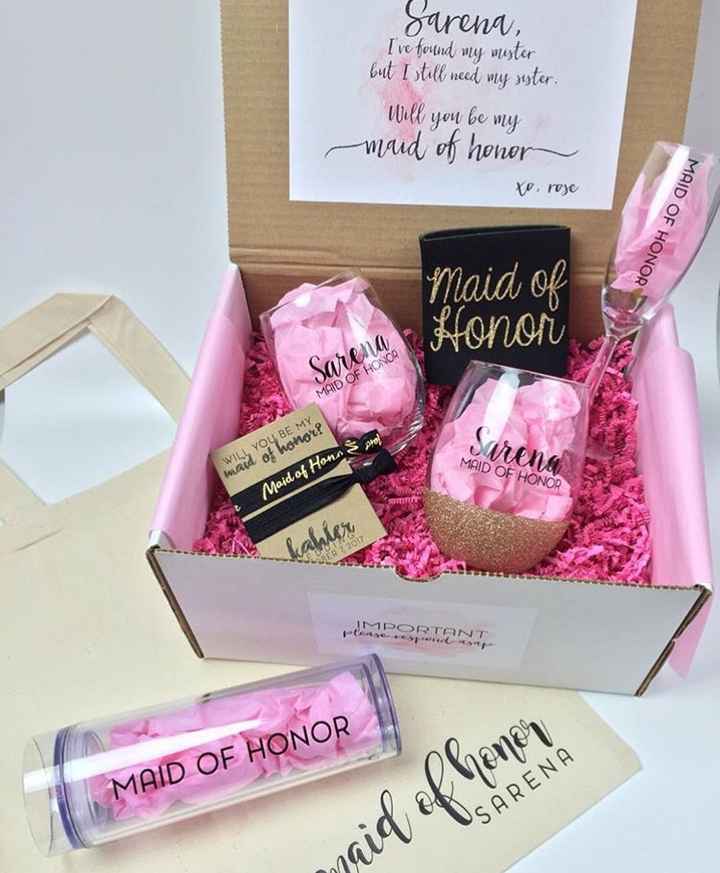 Sarena,
I've found my mister
but I still need my sister.
Will you be my
maid of honor
xo, rose
MAID OF HONOR
Maid of
Honor
Sarena
MAID OF HONOR
Sarena
MAID OF HONOR
WILL YOU BE MY
maid of honor?
Maid of Honor
kahler
2017
IMPORTANT
please respond asap
MAID OF HONOR
maid of honor
SARENA